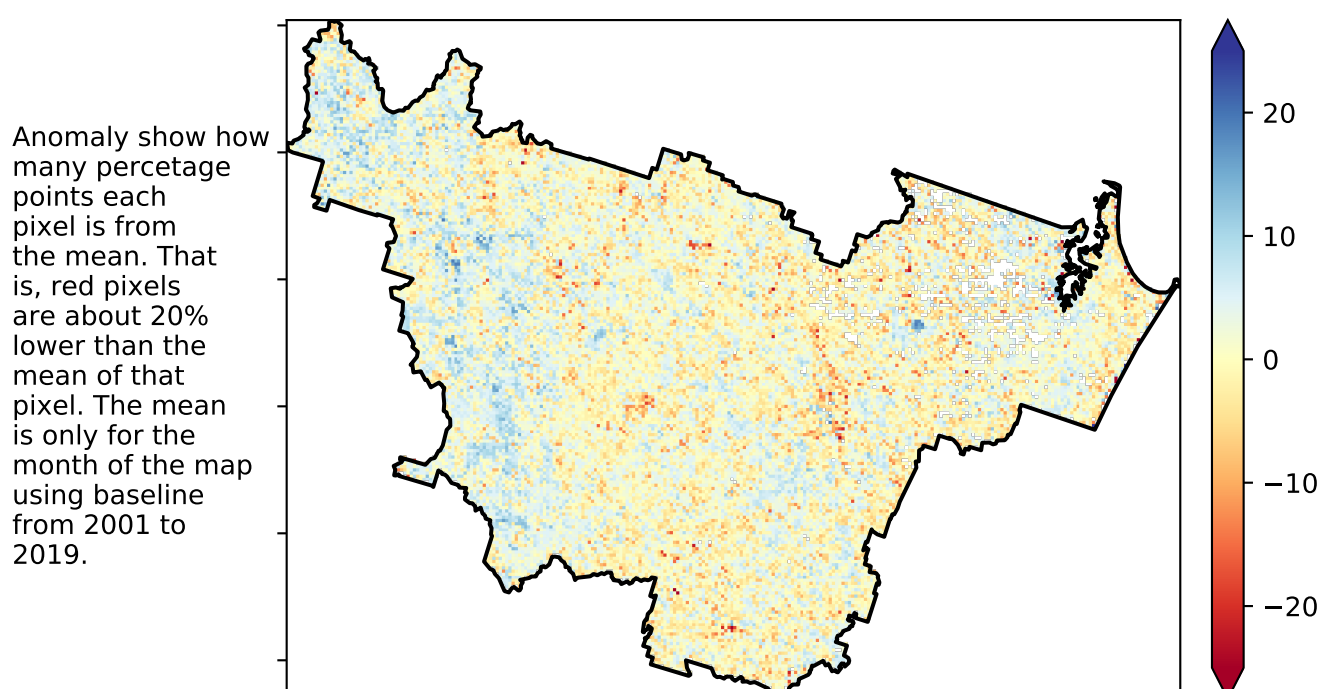 Anomaly show how
many percetage
points each
pixel is from
the mean. That
is, red pixels
are about 20%
lower than the
mean of that
pixel. The mean
is only for the
month of the map
using baseline
from 2001 to
2019.
20
10
0
−10
−20